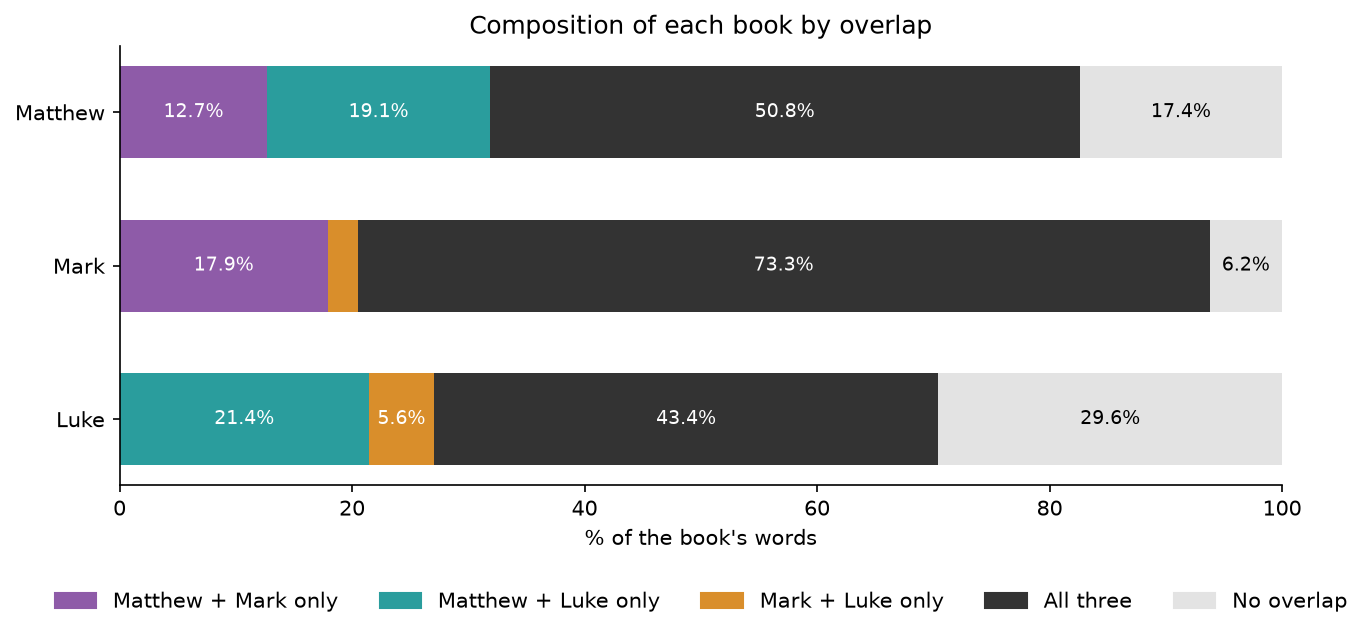 Composition of each book by overlap
Matthew
12.7%
19.1%
50.8%
17.4%
Mark
17.9%
73.3%
6.2%
Luke
21.4%
5.6%
43.4%
29.6%
0
20
40
60
80
100
% of the book's words
Matthew + Mark only
Matthew + Luke only
Mark + Luke only
All three
No overlap